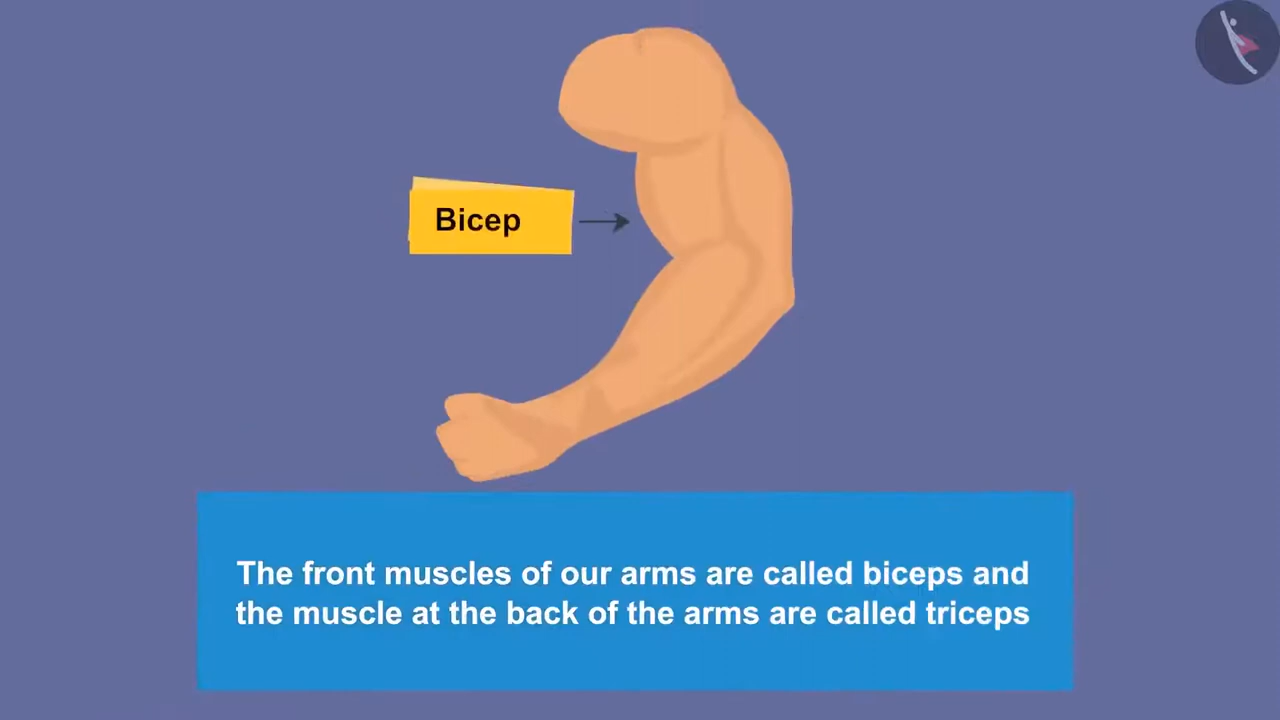 Bicep
The front muscles of our arms are called biceps and
the muscle at the back of the arms are called triceps